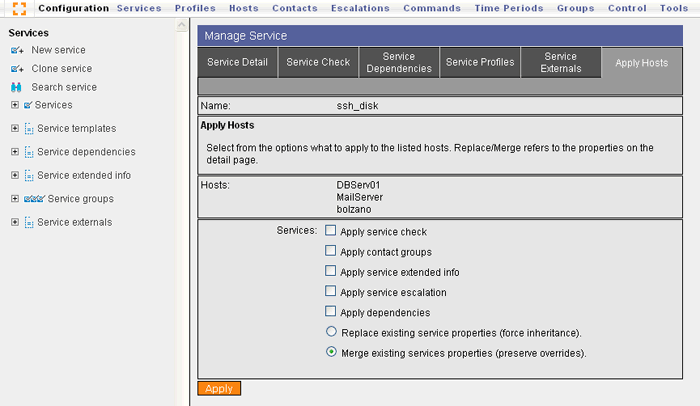 Configuration Services Profiles Hosts Contacts Escalations Commands Time Periods Groups Control Tools
Services
New service
Clone service
Search service
Services
Service templates
Service dependencies
Service extended info
Service groups
Service externals
Manage Service
Service Detail
Service Check
Service
Dependencies
Service Profiles
Service
Externals
Apply Hosts
Name: ssh_disk
Apply Hosts
Select from the options what to apply to the listed hosts. Replace/Merge refers to the properties on the
detail page.
Hosts: DBServ01
MailServer
bolzano
Services: Apply service check
Apply contact groups
Apply service extended info
Apply service escalation
Apply dependencies
Replace existing service properties (force inheritance).
Merge existing services properties (preserve overrides).
Apply